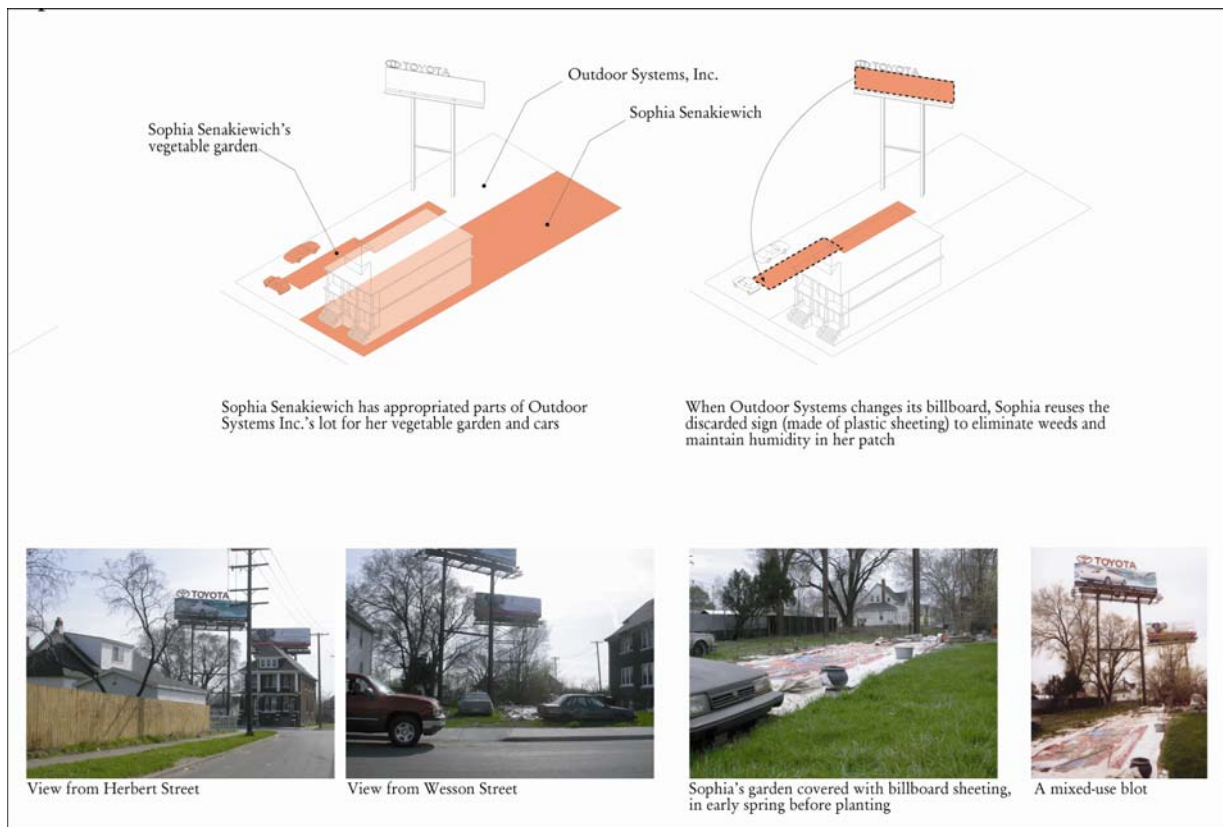 TOYOTA
Outdoor Systems, Inc.
Sophia Senakiewich
Sophia Senakiewich's
vegetable garden
Sophia Senakiewich has appropriated parts of Outdoor
Systems Inc.'s lot for her vegetable garden and cars
TOYOTA
When Outdoor Systems changes its billboard, Sophia reuses the
discarded sign (made of plastic sheeting) to eliminate weeds and
maintain humidity in her patch
TOYOTA
View from Herbert Street
View from Wesson Street
Sophia's garden covered with billboard sheeting,
in early spring before planting
TOYOTA
A mixed-use blot